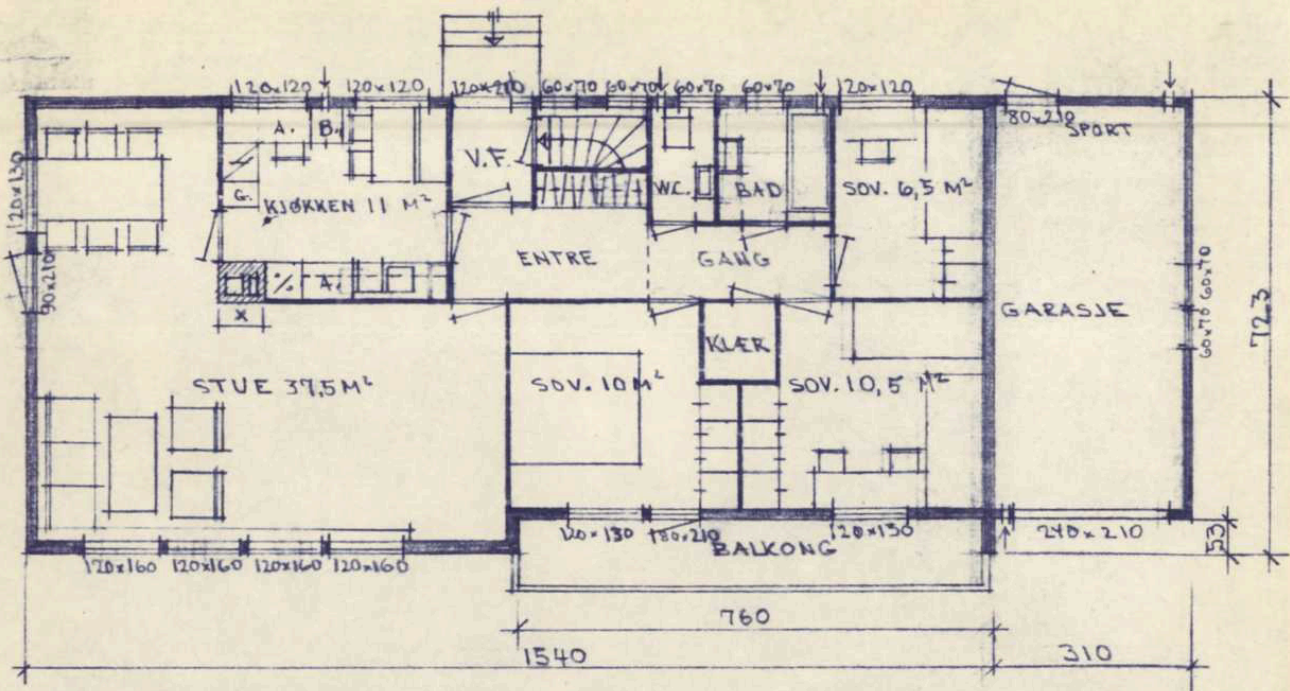 120x120 120x120 120x210 60x70 60x70 60x70 60x70 120x120
80x210
SPORT
A. B.
V.F.
G.
KJØKKEN 11 M²
WC. BAD SOV. 6,5 M²
120x130
90x210
ENTRE GANG
60x70 60x70
% A.
GARASJE
723
x
KLÆR
STUE 37,5 M² SOV. 10 M² SOV. 10,5 M²
120x130 80x210 120x130 240x210
BALKONG
53
120x160 120x160 120x160 120x160
760
1540 310